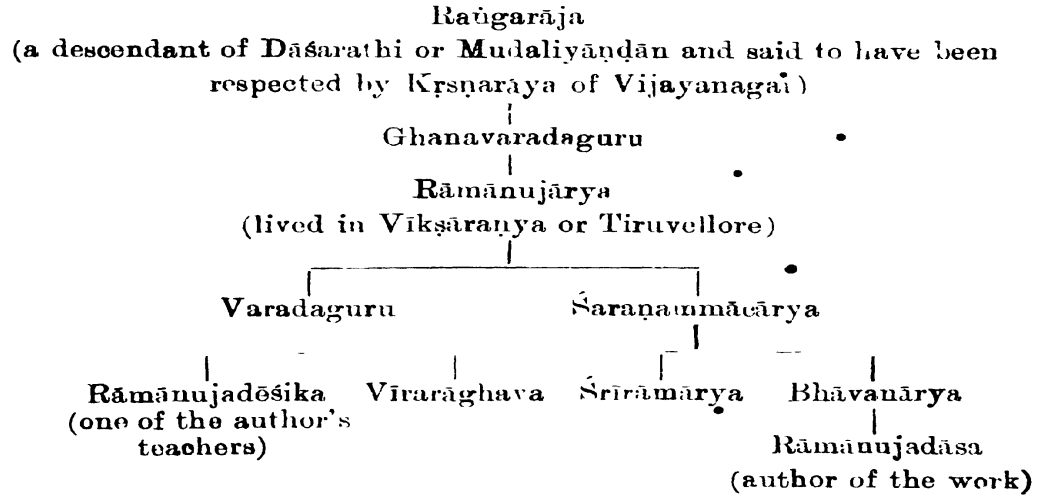 Raṅgarāja
(a descendant of Dāśarathi or Mudaliyāṇḍān and said to have been
respected by Kṛṣṇarāya of Vijayanagar)
Ghanavaradaguru
Rāmānujārya
(lived in Vīkṣāraṇya or Tiruvellore)
Varadaguru Śaraṇammācārya
Rāmānujadēśika Vīrarāghava Śrīrāmārya Bhāvanārya
(one of the author's
teachers) Rāmānujadāsa
(author of the work)